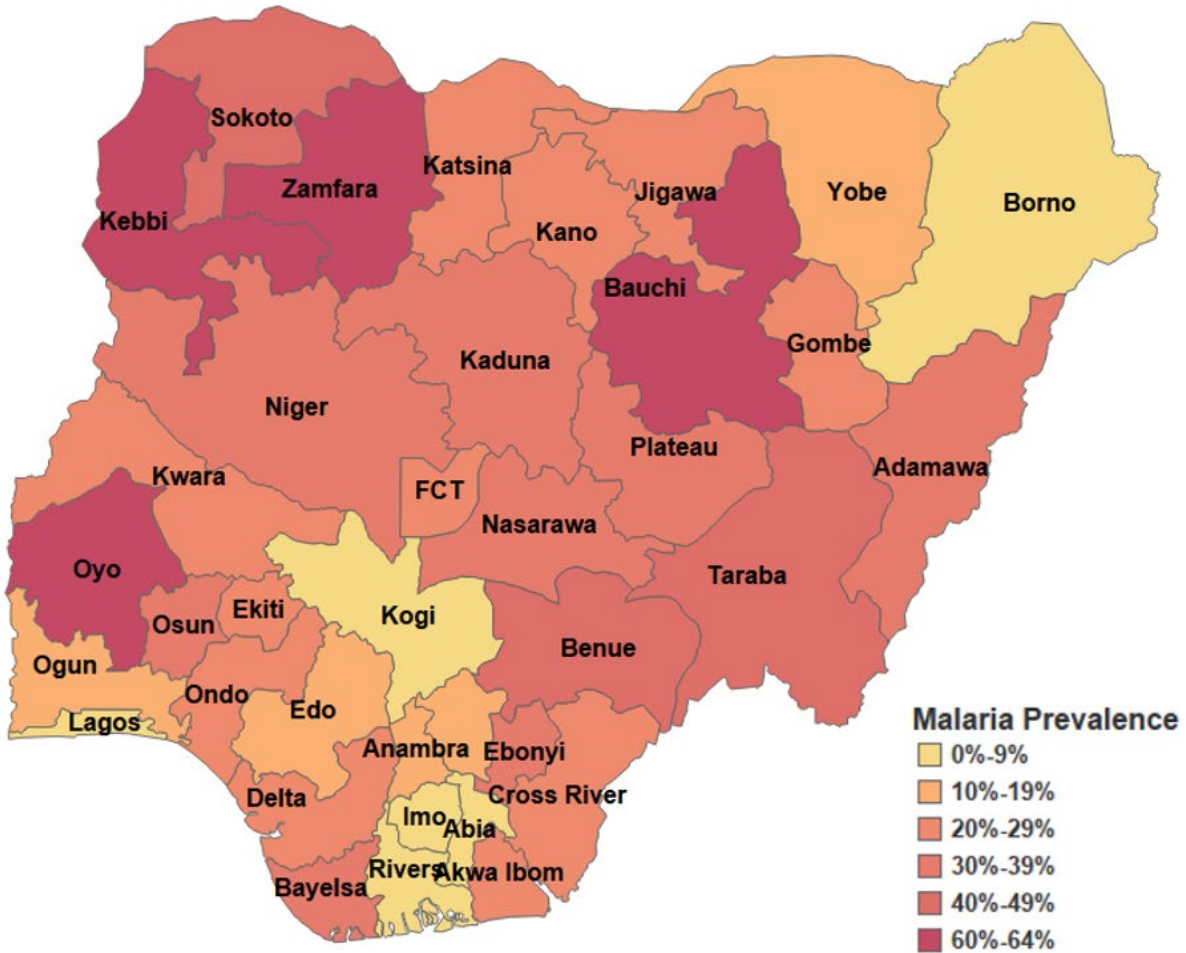 Sokoto
Katsina
Zamfara
Jigawa
Yobe
Borno
Kebbi
Kano
Bauchi
Gombe
Kaduna
Niger
Plateau
Adamawa
Kwara
FCT
Nasarawa
Oyo
Taraba
Ekiti
Kogi
Osun
Benue
Ogun
Ondo
Edo
Lagos
Anambra
Ebonyi
Cross River
Delta
Imo
Abia
Rivers
Akwa Ibom
Bayelsa
Malaria Prevalence
0%-9%
10%-19%
20%-29%
30%-39%
40%-49%
60%-64%